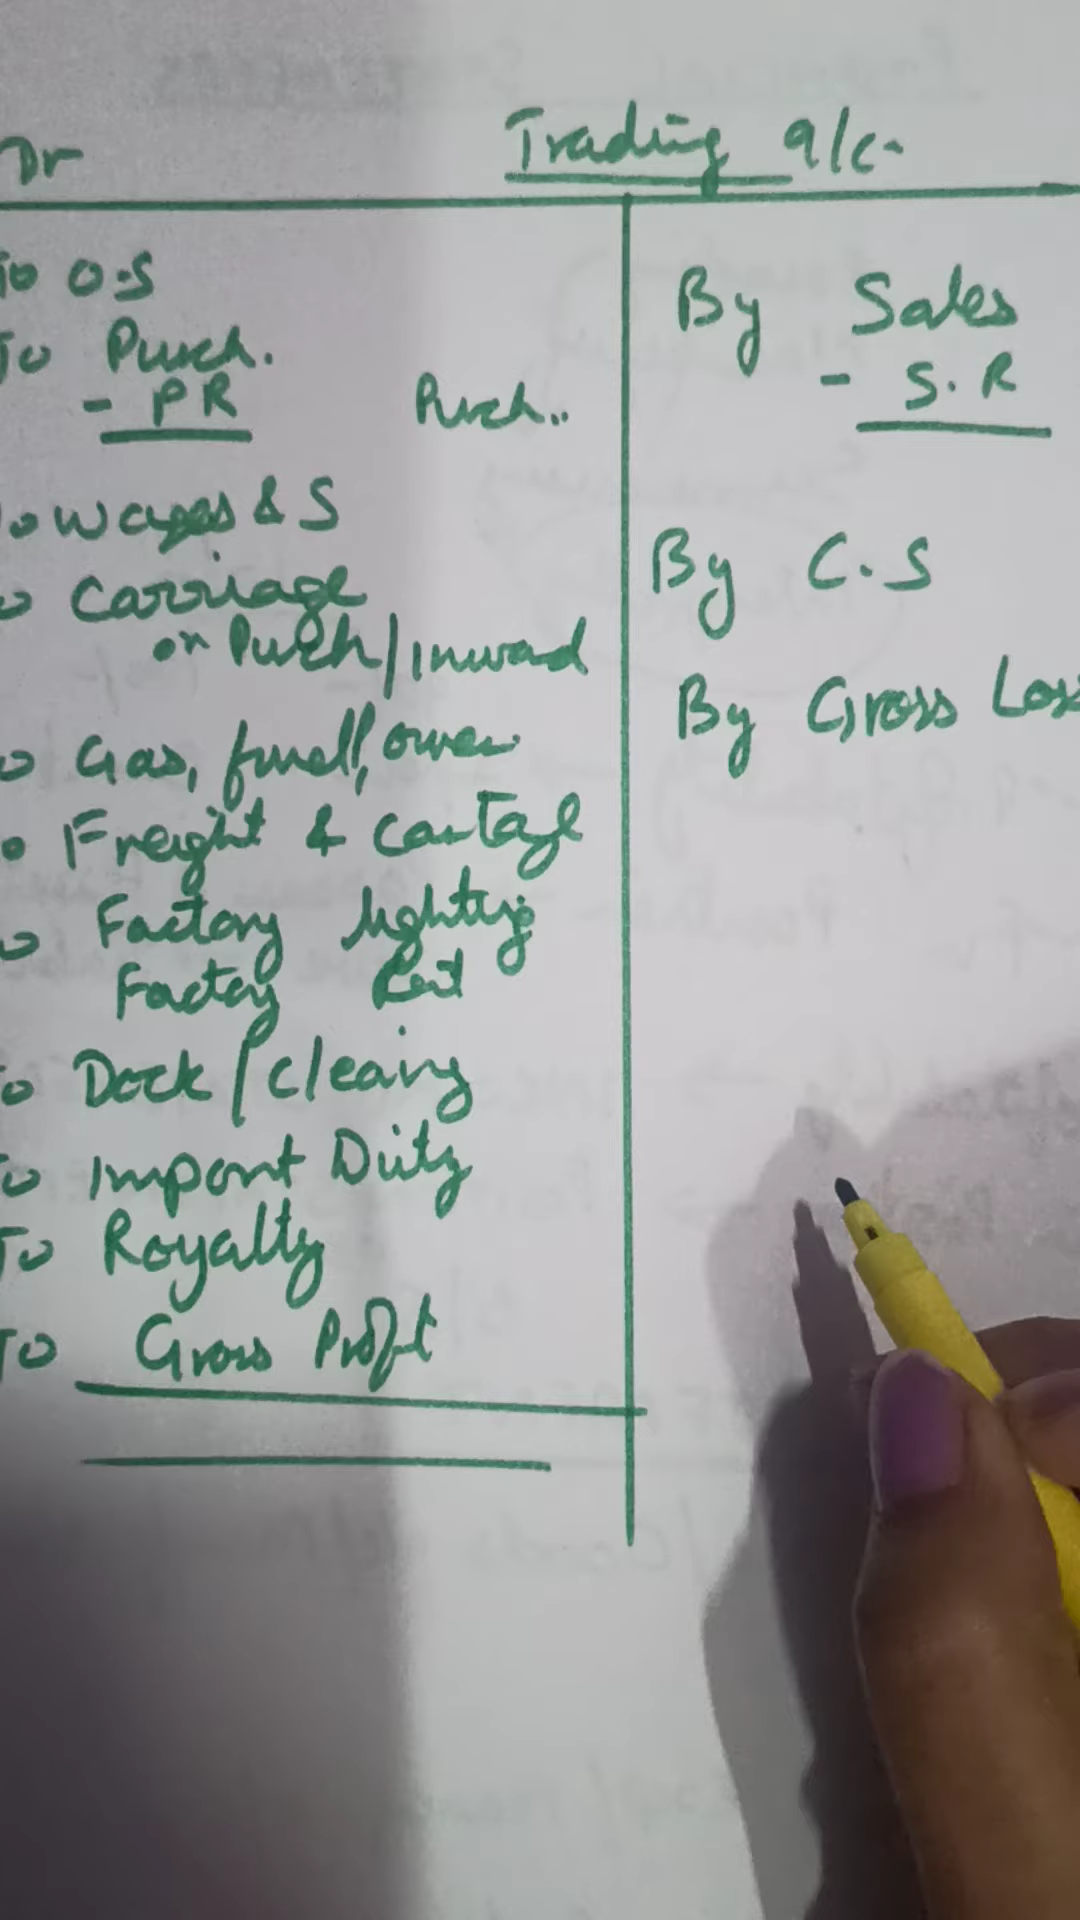 Dr
Trading a/c.
To O.S
To Purch.
- PR
Purch..
To Wages & S
To Carriage
on Purch/Inward
To Gas, fuel, Power
To Freight & Cartage
To Factory lighting
Factory Rent
To Dock/Clearing
To Import Duty
To Royalty
To Gross Profit
By Sales
- S.R
By C.S
By Gross Loss